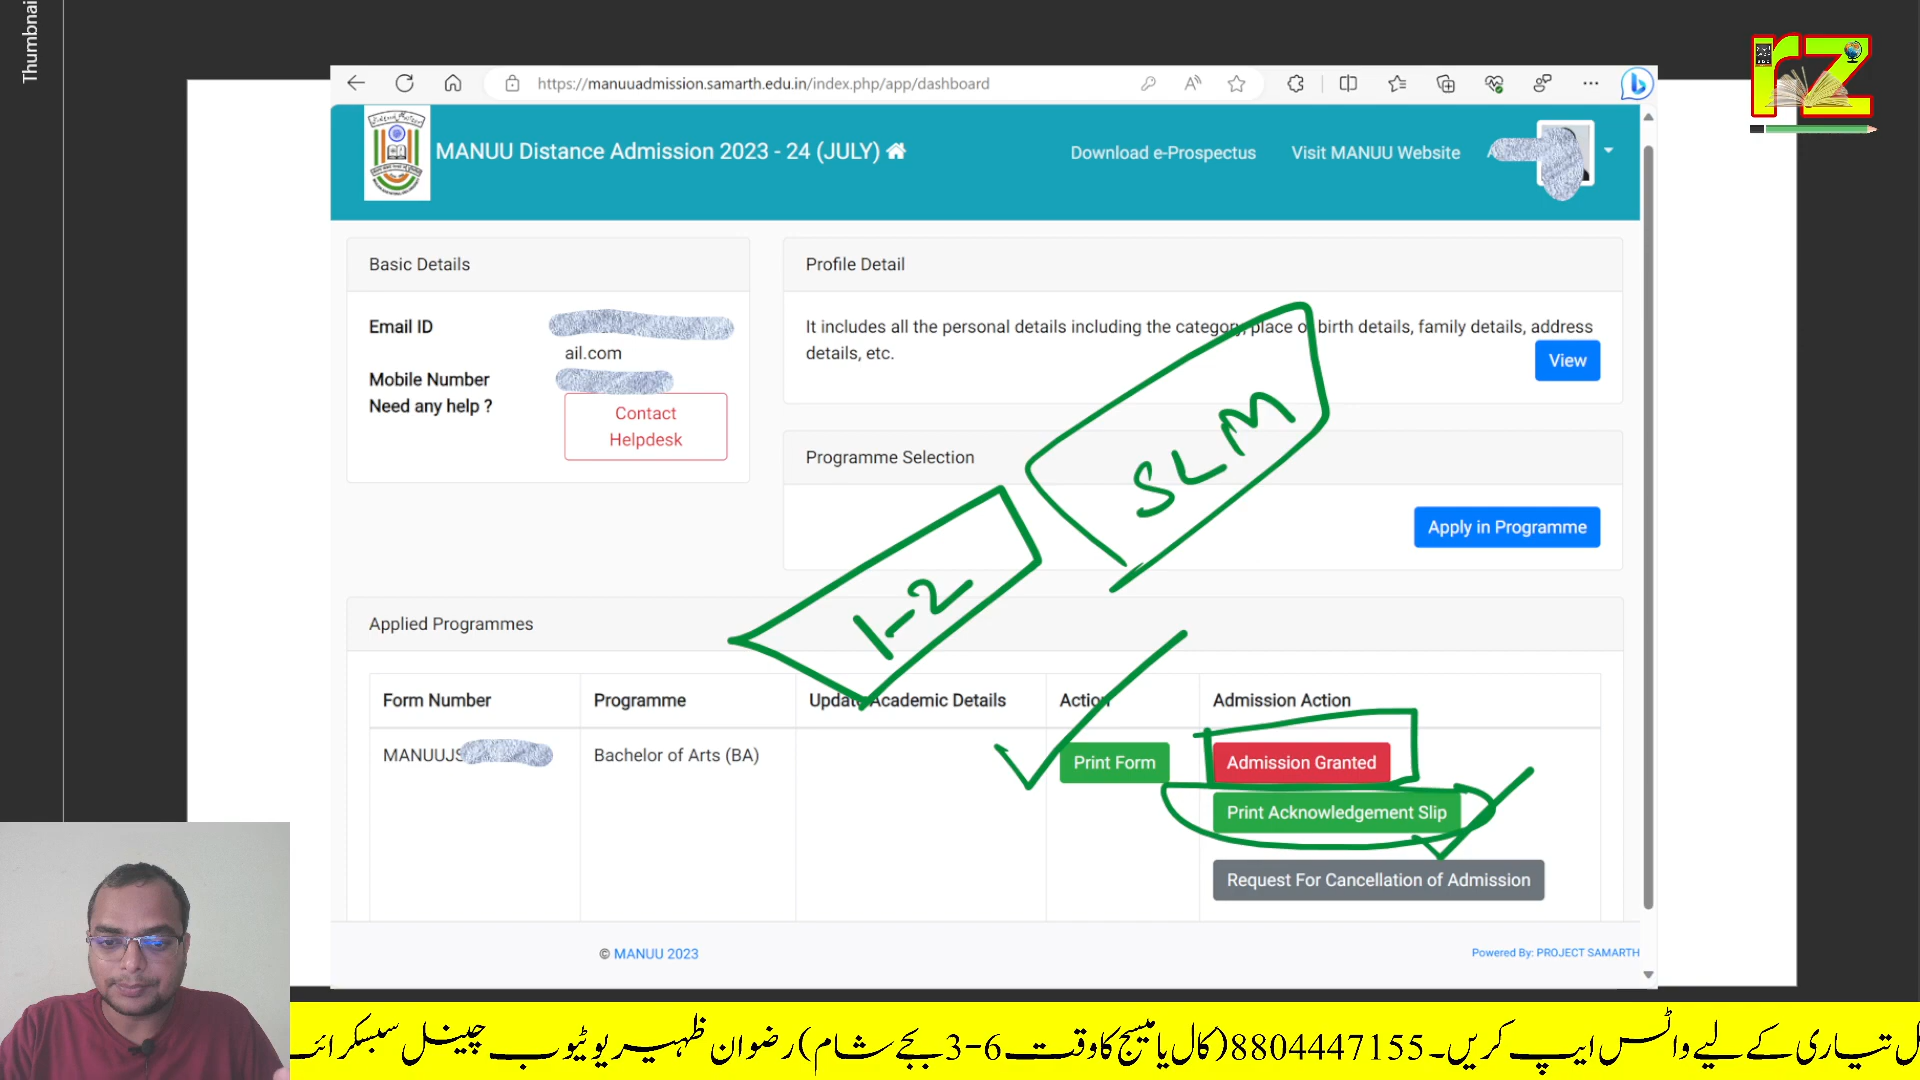 Thumbnai
rz
https://manuuadmission.samarth.edu.in/index.php/app/dashboard
MANUU Distance Admission 2023 - 24 (JULY)
Download e-Prospectus
Visit MANUU Website
Basic Details
Email ID
ail.com
Mobile Number
Need any help ?
Contact
Helpdesk
Profile Detail
It includes all the personal details including the category, place of birth details, family details, address
details, etc.
View
Programme Selection
Apply in Programme
SLM
1-2
Applied Programmes
Form Number
Programme
Update Academic Details
Action
Admission Action
MANUUJS
Bachelor of Arts (BA)
Print Form
Admission Granted
Print Acknowledgement Slip
Request For Cancellation of Admission
© MANUU 2023
Powered By: PROJECT SAMARTH
تیاری کے لیے واٹس ایپ کریں۔ 8804447155 (کال یا میسج کا وقت 6-3 بجے شام) رضوان ظہیر یوٹیوب چینل سبسکرائ